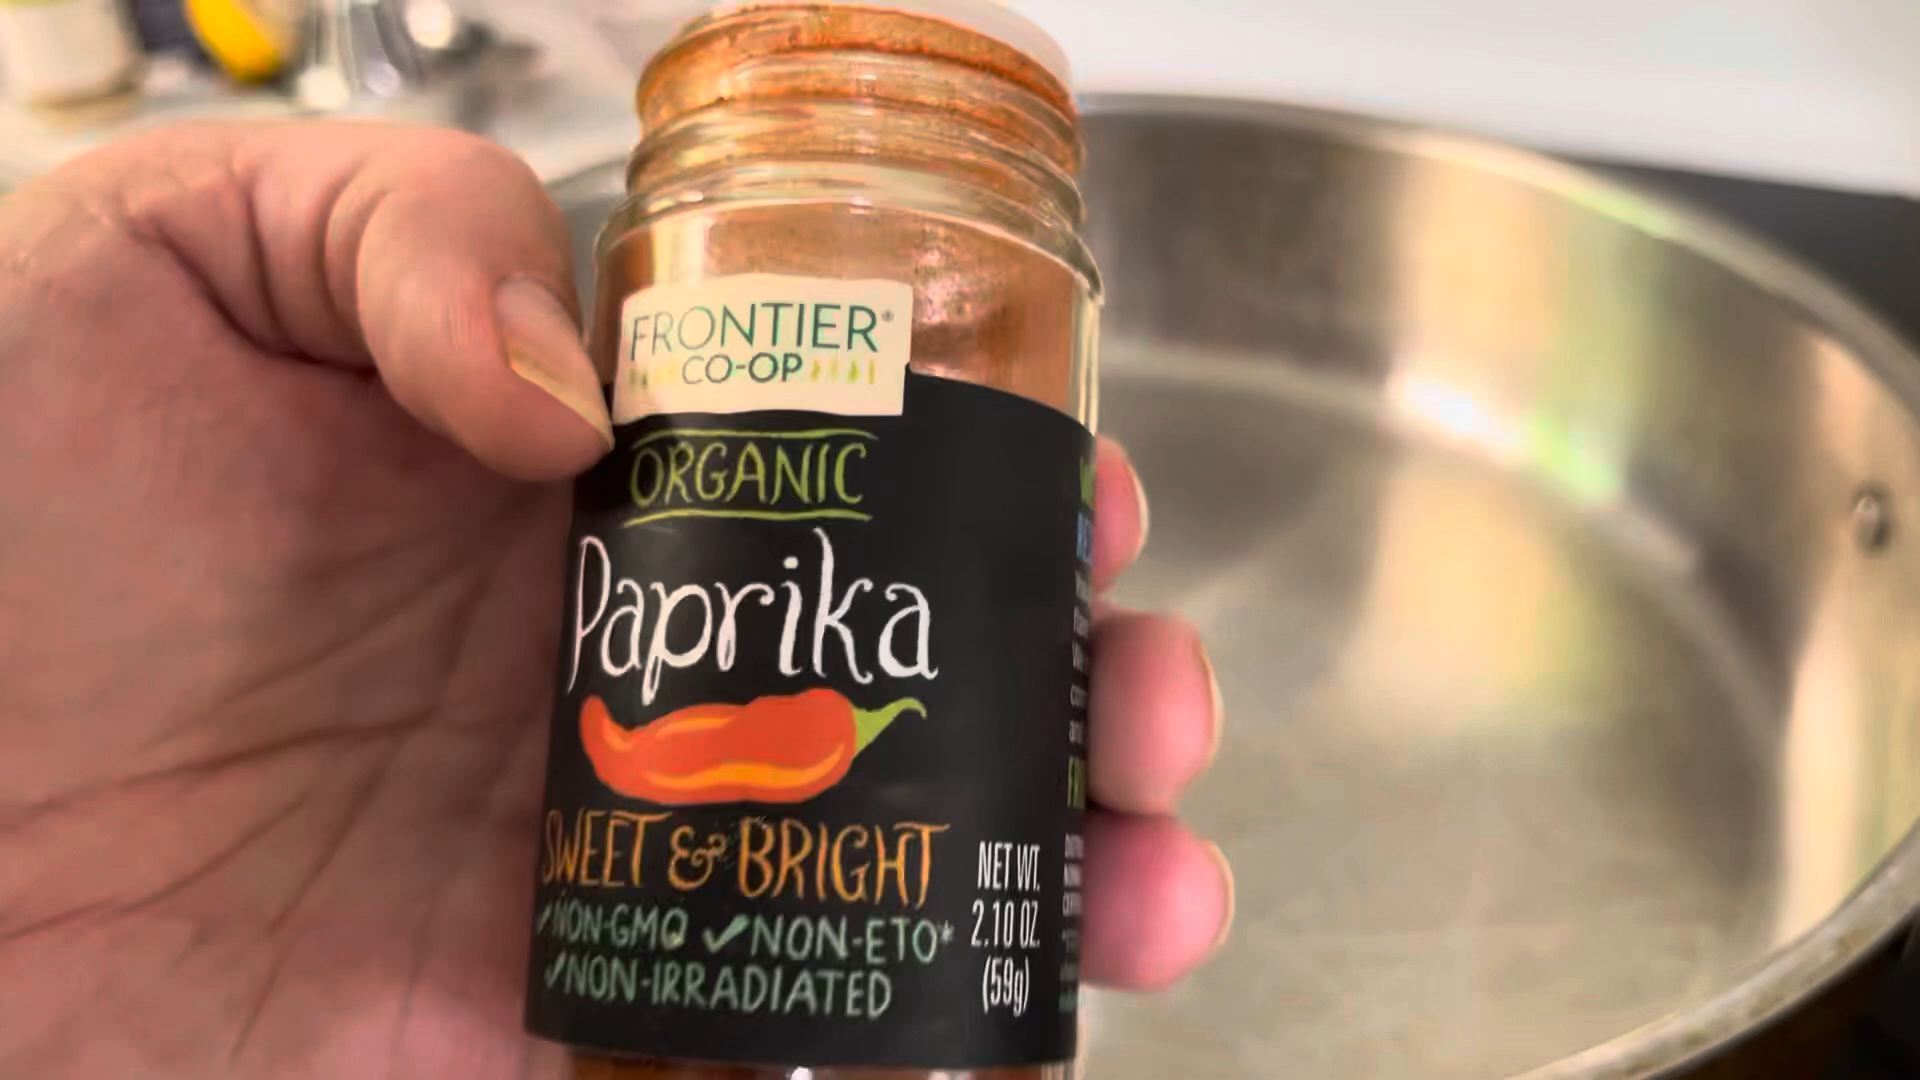 FRONTIER®
CO-OP
ORGANIC
Paprika
SWEET & BRIGHT
✓NON-GMO ✓NON-ETO*
✓NON-IRRADIATED
NET WT.
2.10 OZ.
(59g)